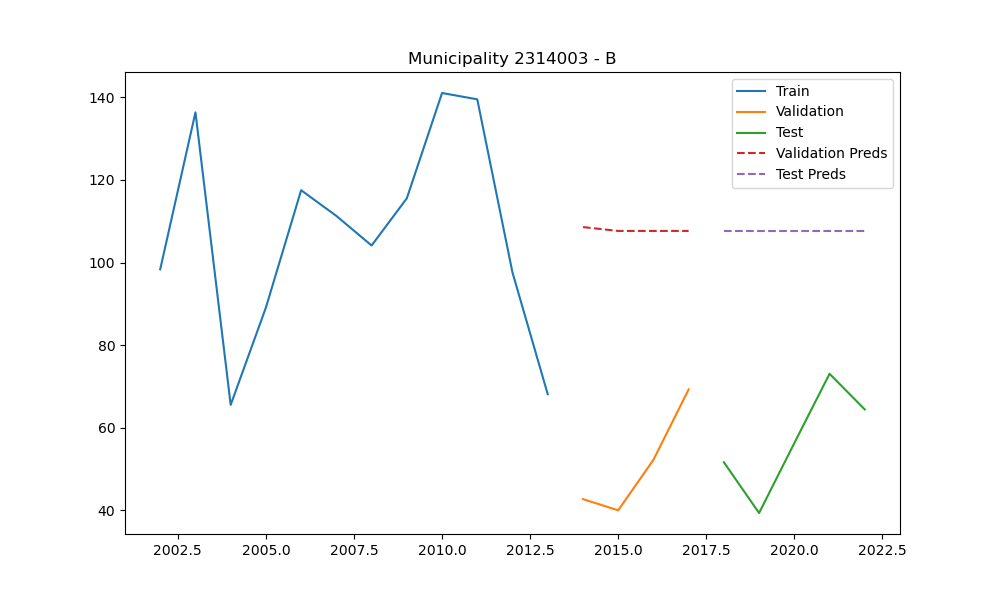 Municipality 2314003 - B
Train
Validation
Test
Validation Preds
Test Preds
140
120
100
80
60
40
2002.5 2005.0 2007.5 2010.0 2012.5 2015.0 2017.5 2020.0 2022.5